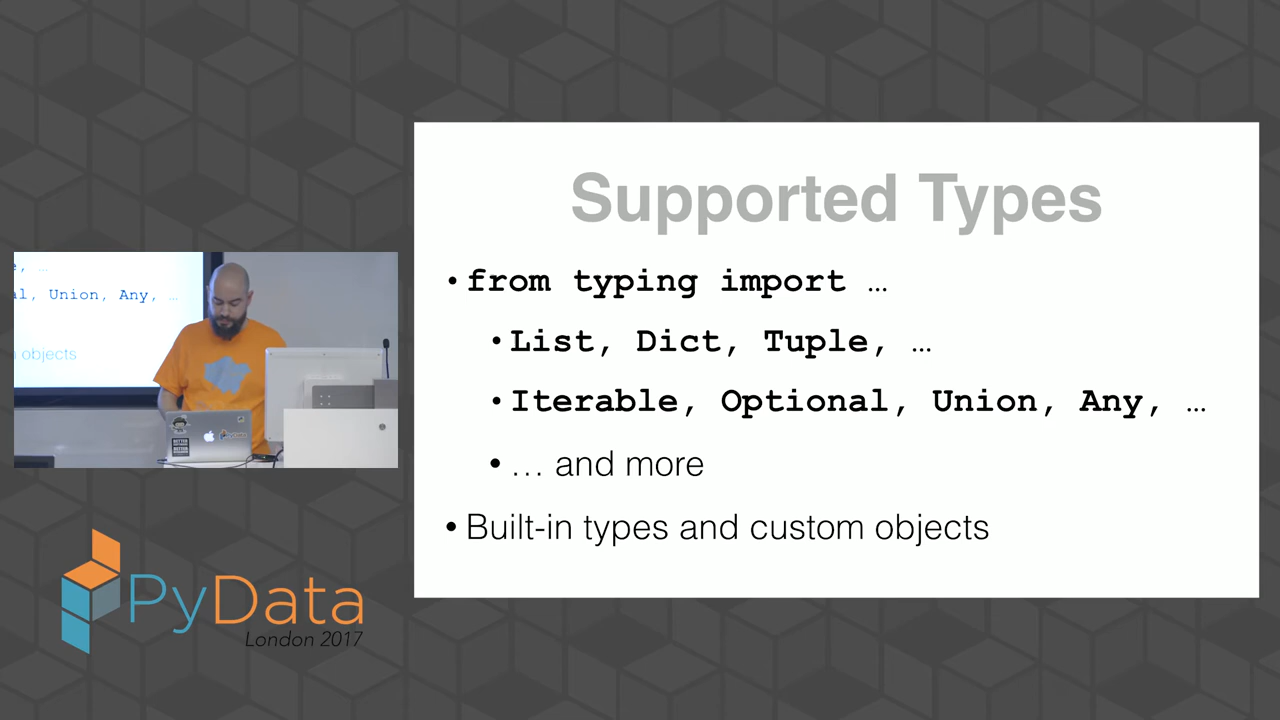 Supported Types
• from typing import …
• List, Dict, Tuple, …
• Iterable, Optional, Union, Any, …
• … and more
• Built-in types and custom objects
, …
al, Union, Any, …
objects
PyData
PyData
London 2017